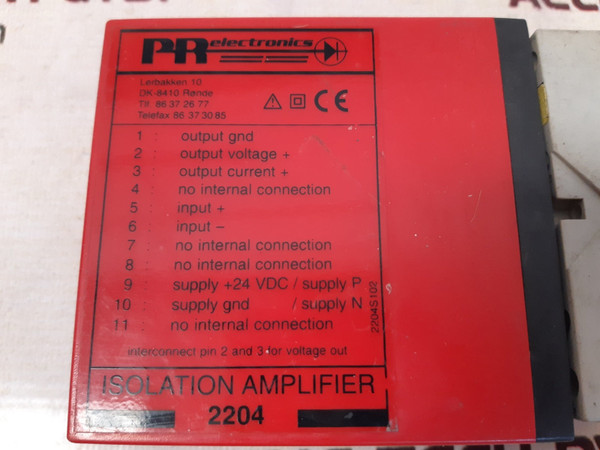 PR electronics
Lerbakken 10
DK-8410 Rønde
Tlf. 86 37 26 77
Telefax 86 37 30 85
CE
1 : output gnd
2 : output voltage +
3 : output current +
4 : no internal connection
5 : input +
6 : input –
7 : no internal connection
8 : no internal connection
9 : supply +24 VDC / supply P
10 : supply gnd / supply N
11 : no internal connection
2204S102
interconnect pin 2 and 3 for voltage out
ISOLATION AMPLIFIER
2204